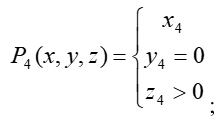 x₄
P₄(x, y, z) = { y₄ = 0
z₄ > 0 ;